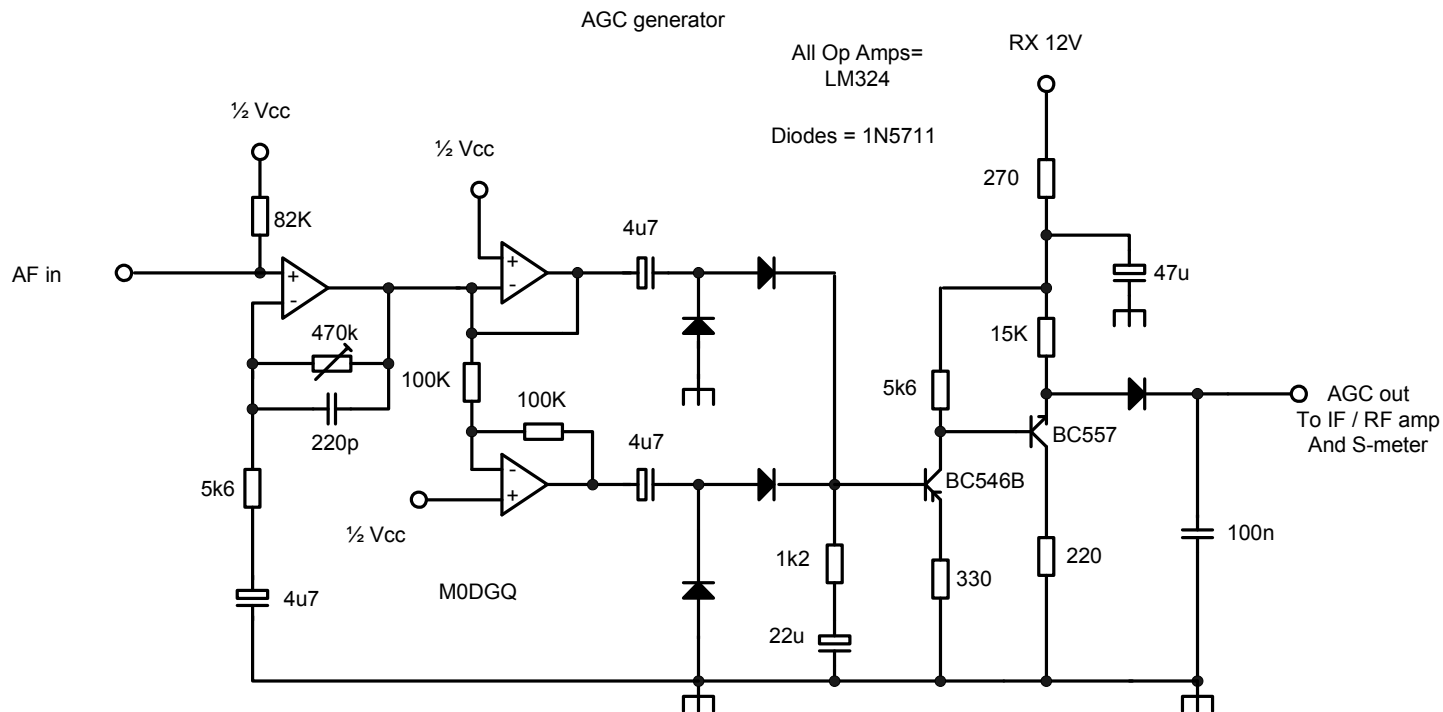 AGC generator
All Op Amps=
LM324
Diodes = 1N5711
RX 12V
½ Vcc
½ Vcc
82K
4u7
270
47u
AF in
+
-
+
-
470k
220p
100K
100K
15K
5k6
AGC out
To IF / RF amp
And S-meter
BC557
BC546B
5k6
4u7
-
+
½ Vcc
4u7
M0DGQ
1k2
22u
330
220
100n